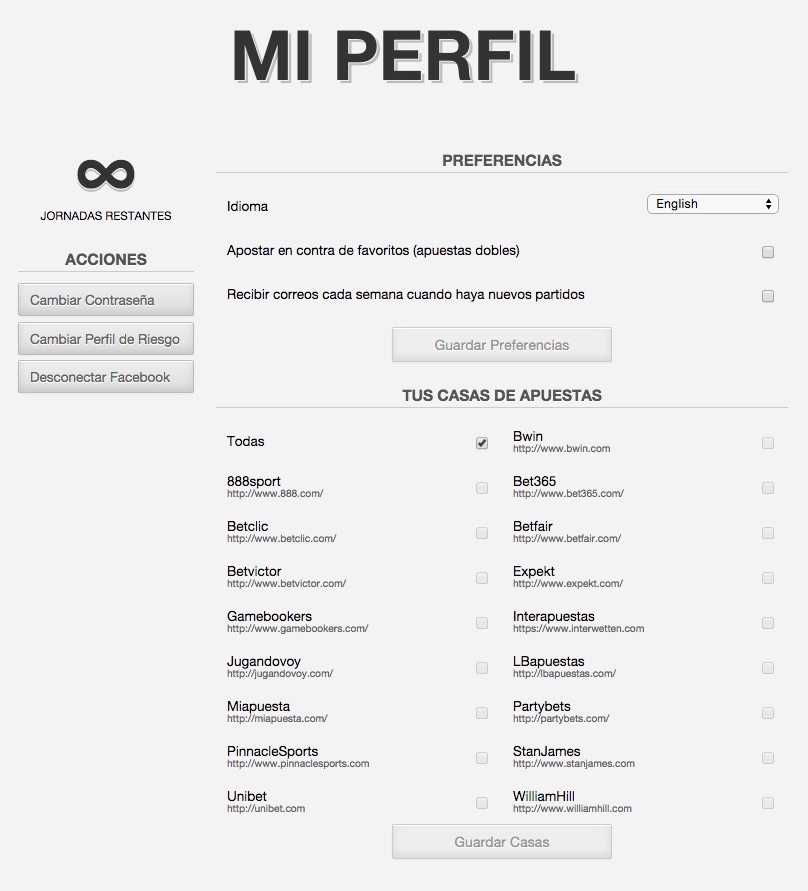 MI PERFIL
∞
JORNADAS RESTANTES
ACCIONES
Cambiar Contraseña
Cambiar Perfil de Riesgo
Desconectar Facebook
PREFERENCIAS
Idioma English
Apostar en contra de favoritos (apuestas dobles)
Recibir correos cada semana cuando haya nuevos partidos
Guardar Preferencias
TUS CASAS DE APUESTAS
Todas
Bwin
http://www.bwin.com
888sport
http://www.888.com/
Bet365
http://www.bet365.com/
Betclic
http://www.betclic.com/
Betfair
http://www.betfair.com/
Betvictor
http://www.betvictor.com/
Expekt
http://www.expekt.com/
Gamebookers
http://www.gamebookers.com/
Interapuestas
https://www.interwetten.com
Jugandovoy
http://jugandovoy.com/
LBapuestas
http://lbapuestas.com/
Miapuesta
http://miapuesta.com/
Partybets
http://partybets.com/
PinnacleSports
http://www.pinnaclesports.com
StanJames
http://www.stanjames.com
Unibet
http://unibet.com
WilliamHill
http://www.williamhill.com
Guardar Casas